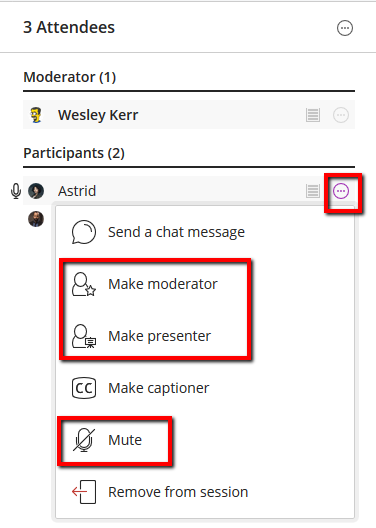 3 Attendees
Moderator (1)
Wesley Kerr
Participants (2)
Astrid
Send a chat message
Make moderator
Make presenter
CC Make captioner
Mute
Remove from session